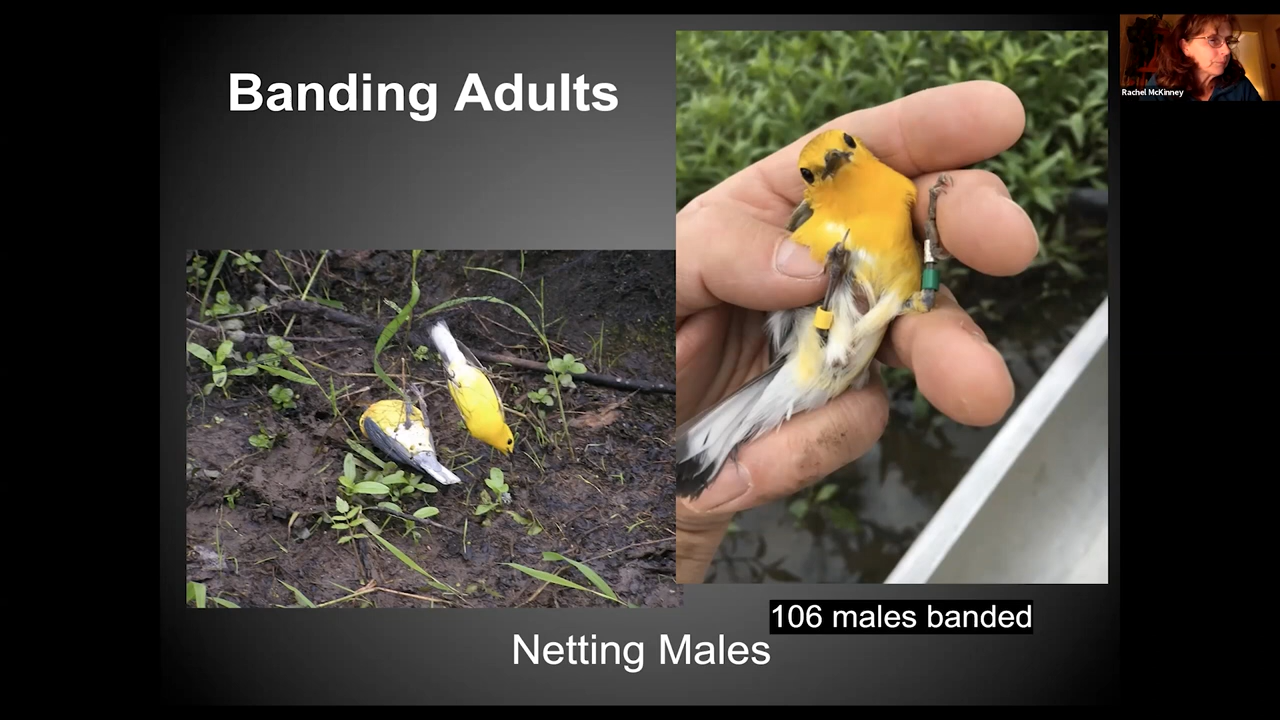 Banding Adults
Rachel McKinney
106 males banded
Netting Males